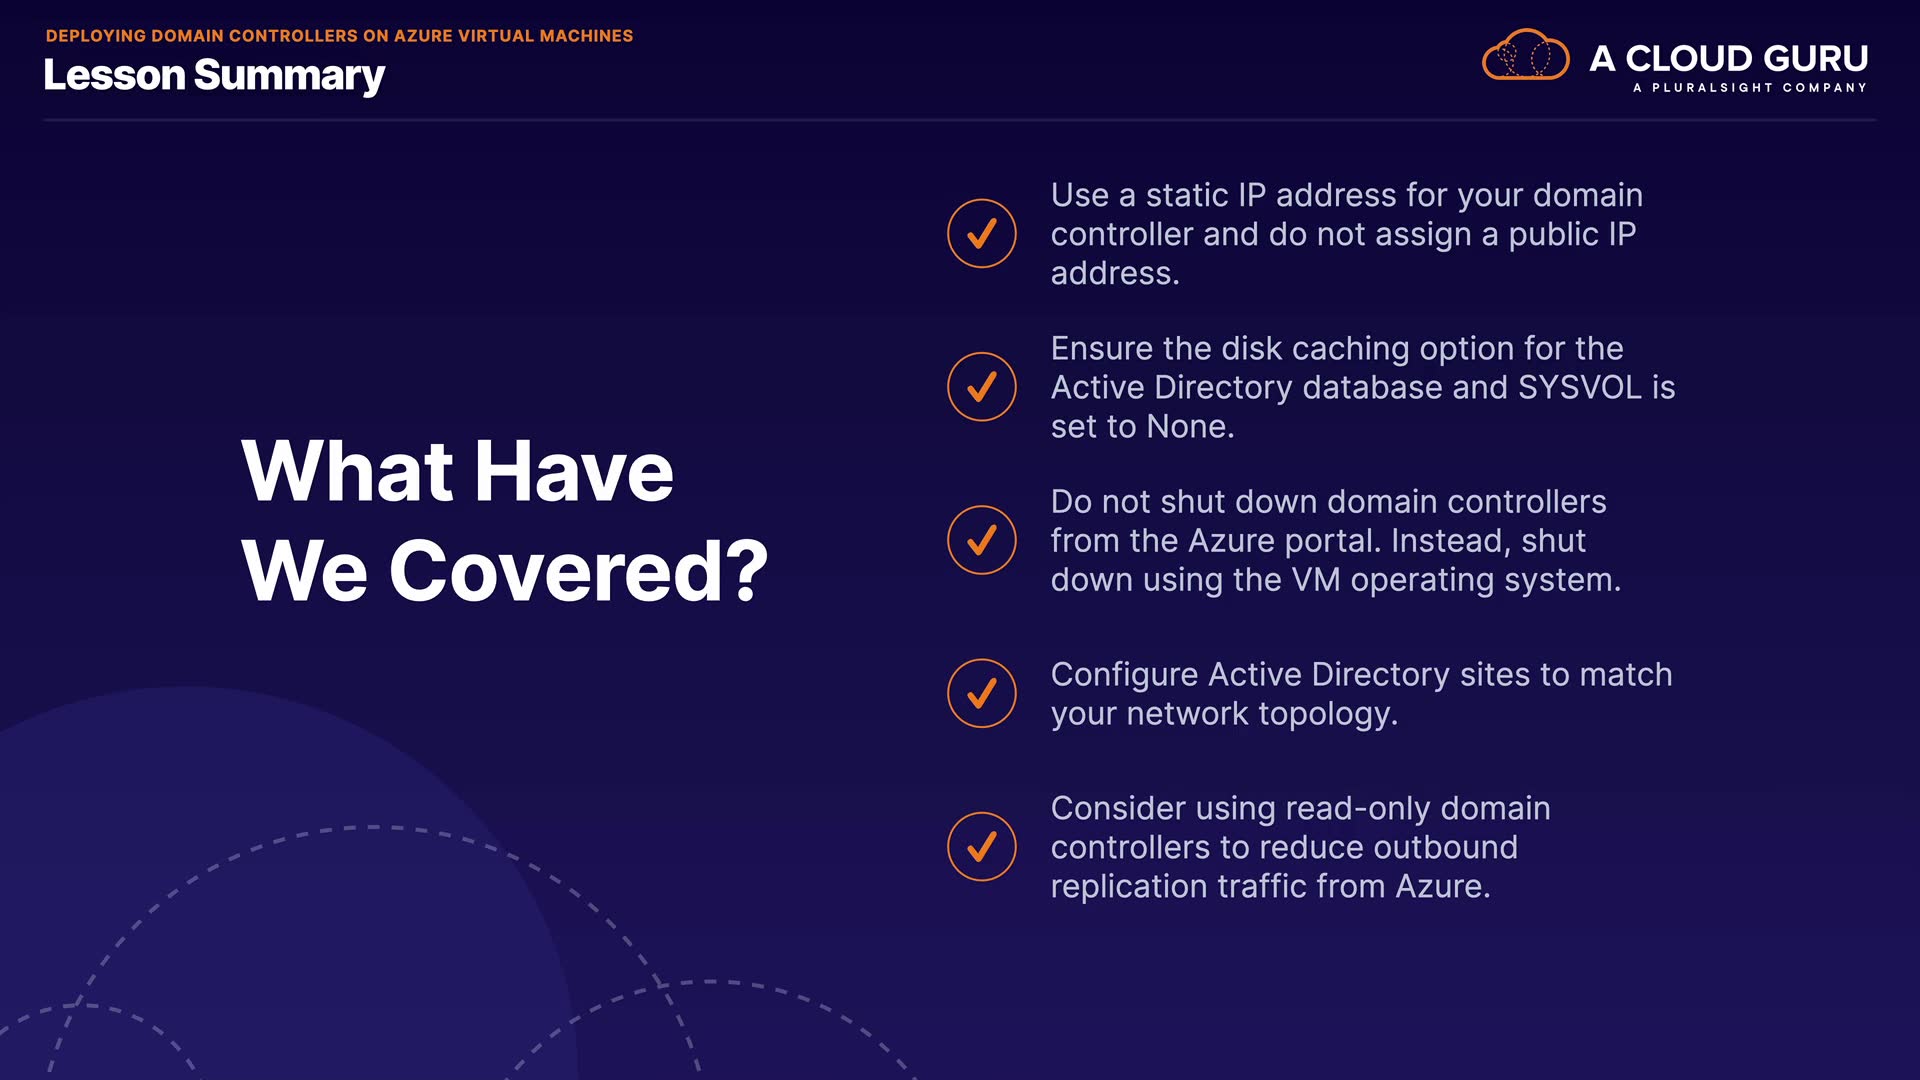 DEPLOYING DOMAIN CONTROLLERS ON AZURE VIRTUAL MACHINES
Lesson Summary
A CLOUD GURU
A PLURALSIGHT COMPANY
What Have
We Covered?
Use a static IP address for your domain
controller and do not assign a public IP
address.
Ensure the disk caching option for the
Active Directory database and SYSVOL is
set to None.
Do not shut down domain controllers
from the Azure portal. Instead, shut
down using the VM operating system.
Configure Active Directory sites to match
your network topology.
Consider using read-only domain
controllers to reduce outbound
replication traffic from Azure.